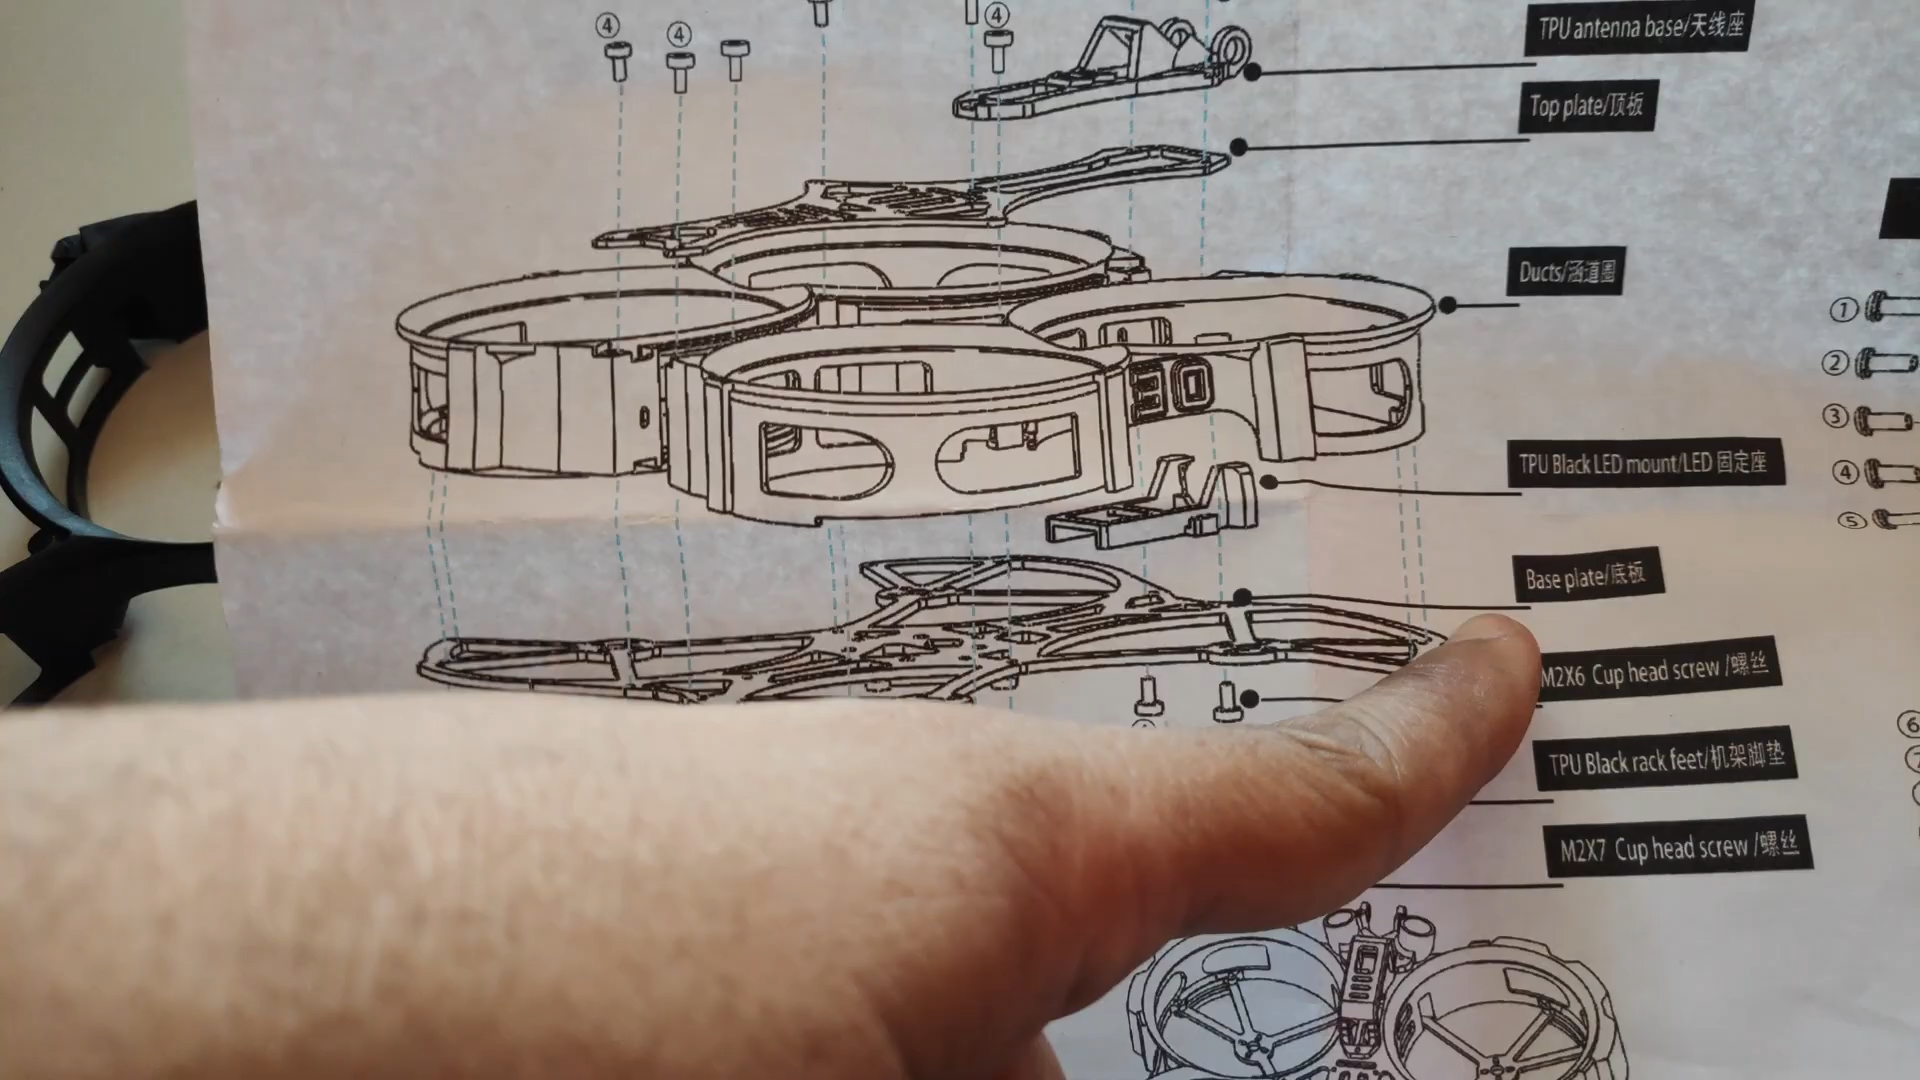 ④
④
④
TPU antenna base/天线座
Top plate/顶板
Ducts/涵道圈
①
②
③
TPU Black LED mount/LED 固定座
④
⑤
Base plate/底板
M2X6 Cup head screw /螺丝
TPU Black rack feet/机架脚垫
M2X7 Cup head screw /螺丝